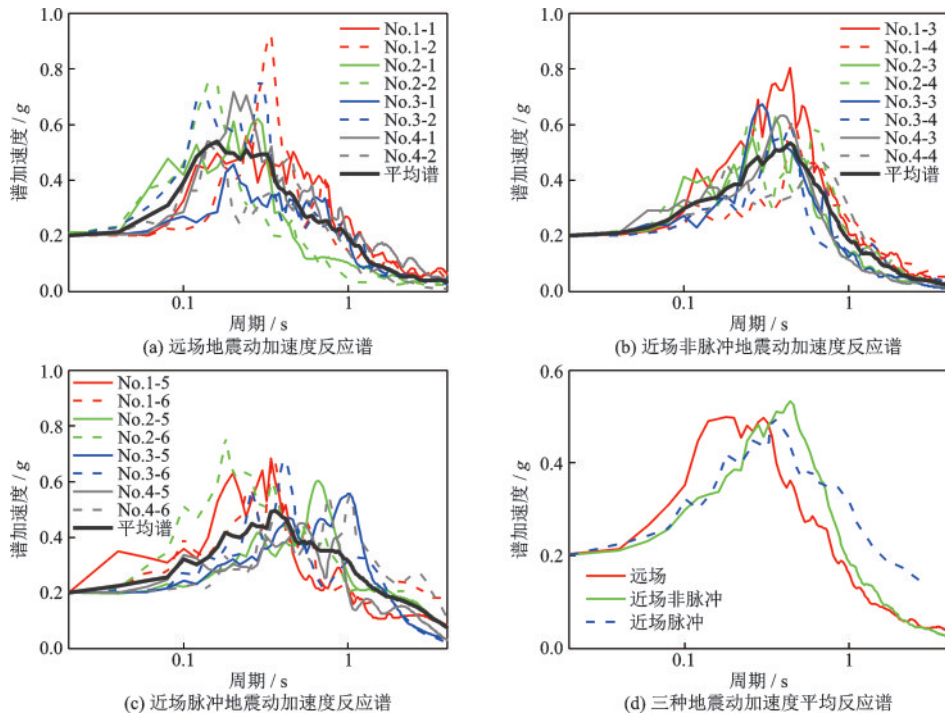 1.0
0.8
0.6
0.4
0.2
0.0
谱加速度 / g
0.1
1
周期 / s
No.1-1
No.1-2
No.2-1
No.2-2
No.3-1
No.3-2
No.4-1
No.4-2
平均谱
(a) 远场地震动加速度反应谱
1.0
0.8
0.6
0.4
0.2
0.0
谱加速度 / g
0.1
1
周期 / s
No.1-3
No.1-4
No.2-3
No.2-4
No.3-3
No.3-4
No.4-3
No.4-4
平均谱
(b) 近场非脉冲地震动加速度反应谱
1.0
0.8
0.6
0.4
0.2
0.0
谱加速度 / g
0.1
1
周期 / s
No.1-5
No.1-6
No.2-5
No.2-6
No.3-5
No.3-6
No.4-5
No.4-6
平均谱
(c) 近场脉冲地震动加速度反应谱
0.6
0.4
0.2
0.0
谱加速度 / g
0.1
1
周期 / s
远场
近场非脉冲
近场脉冲
(d) 三种地震动加速度平均反应谱